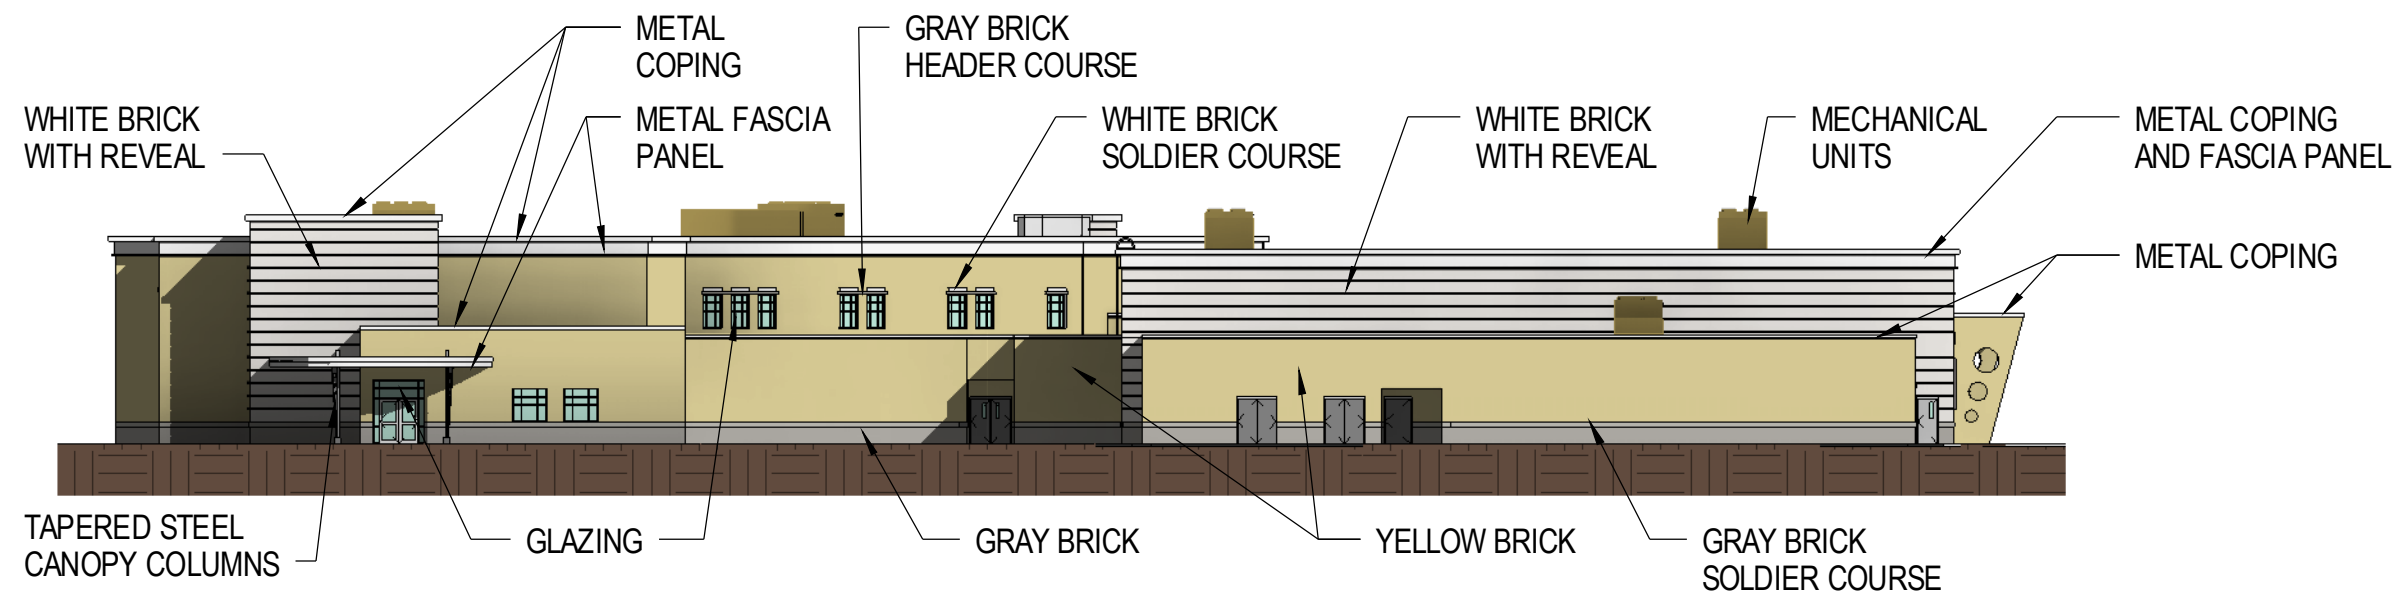 METAL
COPING
GRAY BRICK
HEADER COURSE
WHITE BRICK
WITH REVEAL
METAL FASCIA
PANEL
WHITE BRICK
SOLDIER COURSE
WHITE BRICK
WITH REVEAL
MECHANICAL
UNITS
METAL COPING
AND FASCIA PANEL
METAL COPING
TAPERED STEEL
CANOPY COLUMNS
GLAZING
GRAY BRICK
YELLOW BRICK
GRAY BRICK
SOLDIER COURSE